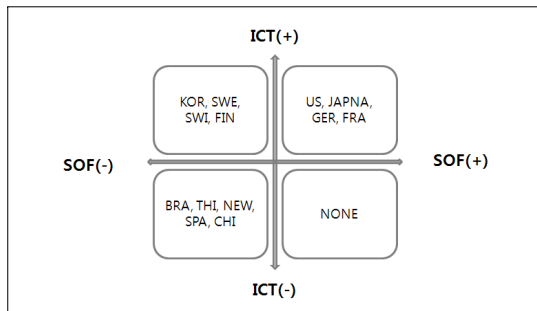 ICT(+)
KOR, SWE,
SWI, FIN
US, JAPNA,
GER, FRA
SOF(-)
SOF(+)
BRA, THI, NEW,
SPA, CHI
NONE
ICT(-)